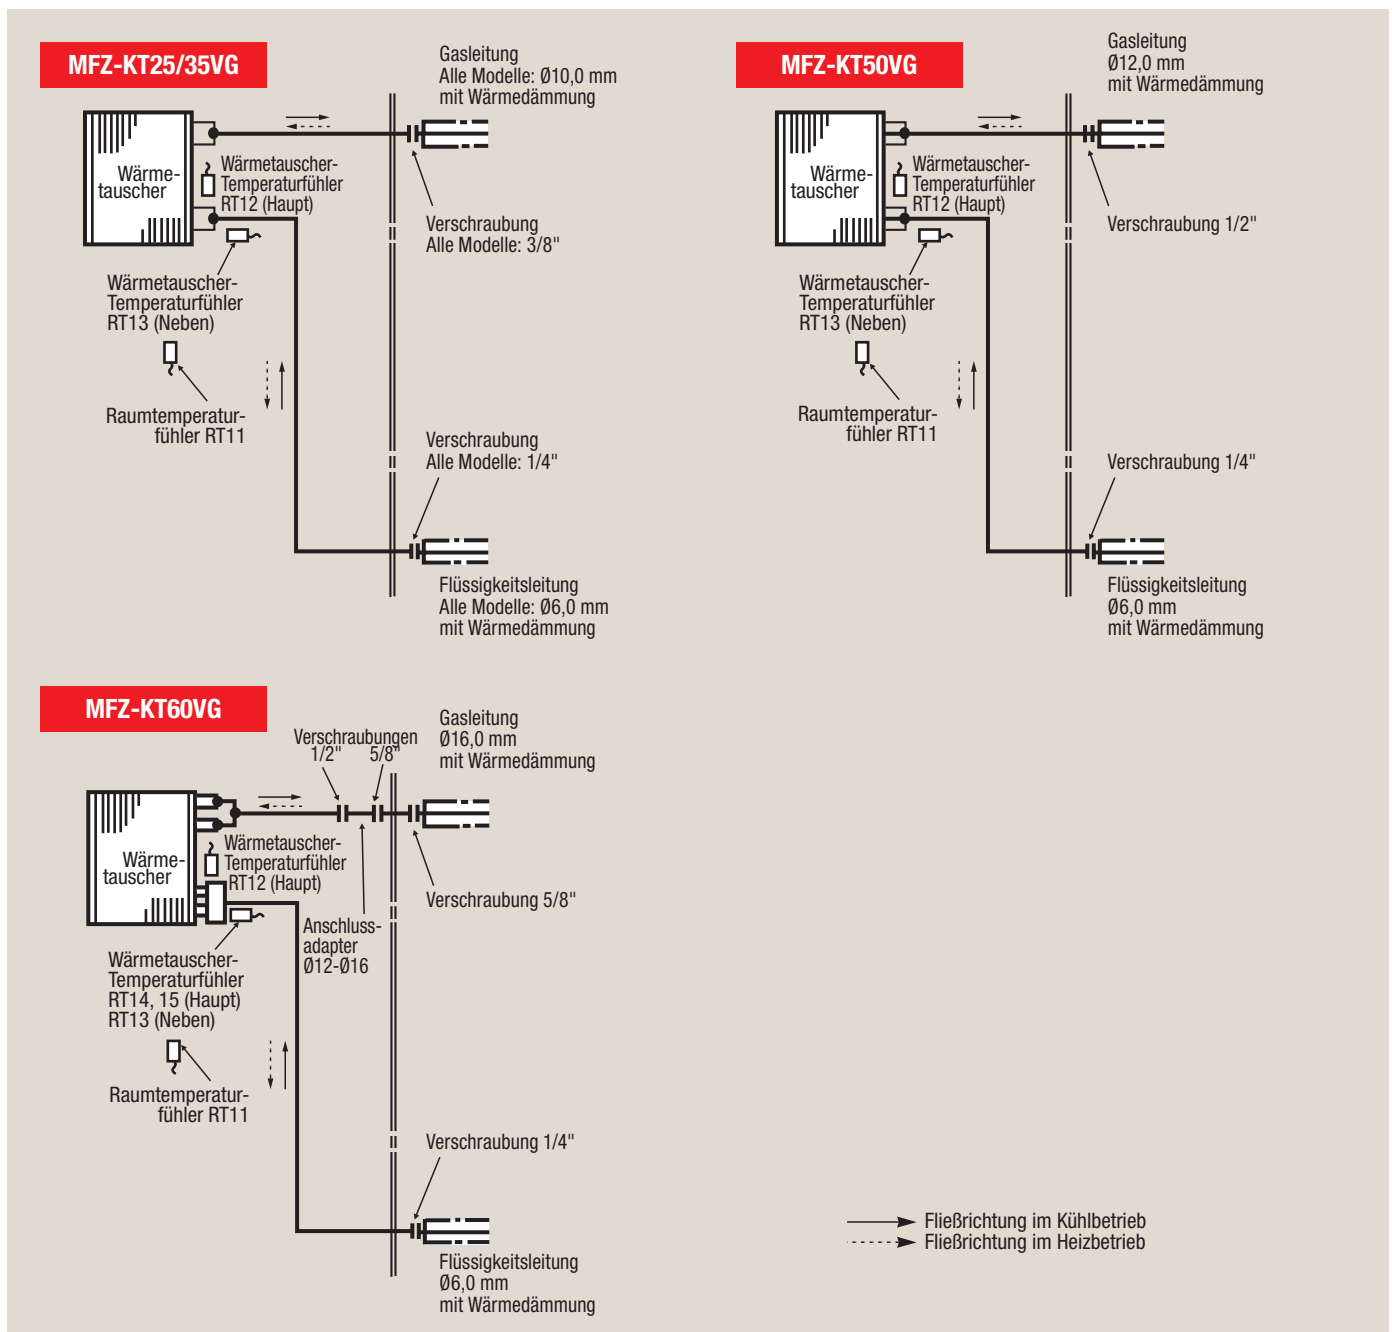 MFZ-KT25/35VG
Gasleitung
Alle Modelle: Ø10,0 mm
mit Wärmedämmung
Wärme-
tauscher
Wärmetauscher-
Temperaturfühler
RT12 (Haupt)
Verschraubung
Alle Modelle: 3/8"
Wärmetauscher-
Temperaturfühler
RT13 (Neben)
Raumtemperatur-
fühler RT11
Verschraubung
Alle Modelle: 1/4"
Flüssigkeitsleitung
Alle Modelle: Ø6,0 mm
mit Wärmedämmung
MFZ-KT50VG
Gasleitung
Ø12,0 mm
mit Wärmedämmung
Wärme-
tauscher
Wärmetauscher-
Temperaturfühler
RT12 (Haupt)
Verschraubung 1/2"
Wärmetauscher-
Temperaturfühler
RT13 (Neben)
Raumtemperatur-
fühler RT11
Verschraubung 1/4"
Flüssigkeitsleitung
Ø6,0 mm
mit Wärmedämmung
MFZ-KT60VG
Verschraubungen
1/2" 5/8"
Gasleitung
Ø16,0 mm
mit Wärmedämmung
Wärme-
tauscher
Wärmetauscher-
Temperaturfühler
RT12 (Haupt)
Verschraubung 5/8"
Anschluss-
adapter
Ø12-Ø16
Wärmetauscher-
Temperaturfühler
RT14, 15 (Haupt)
RT13 (Neben)
Raumtemperatur-
fühler RT11
Verschraubung 1/4"
Flüssigkeitsleitung
Ø6,0 mm
mit Wärmedämmung
Fließrichtung im Kühlbetrieb
Fließrichtung im Heizbetrieb